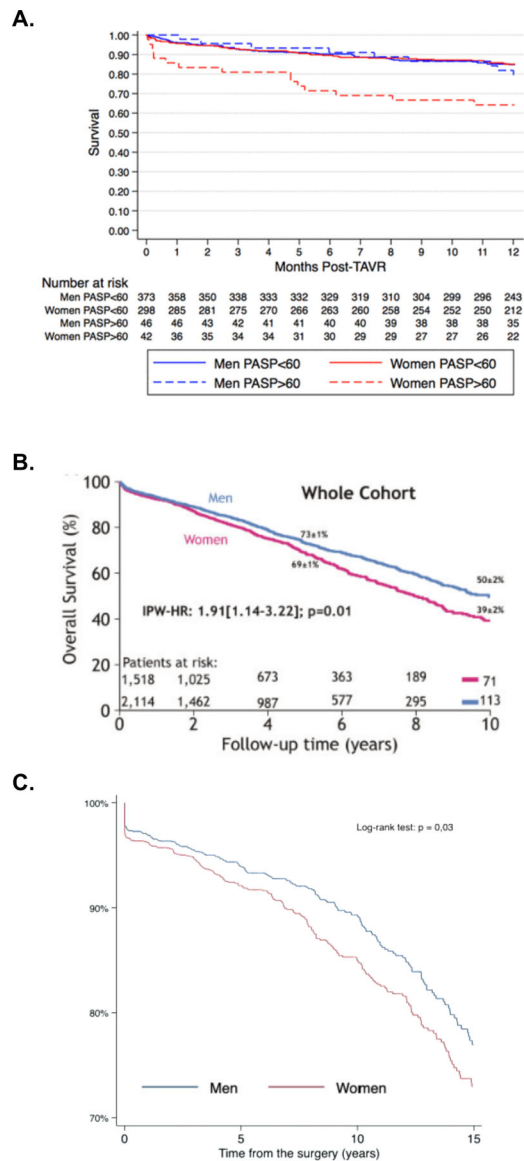 A.
1.00
0.90
0.80
0.70
0.60
0.50
0.40
0.30
0.20
0.10
0.00
Survival
0 1 2 3 4 5 6 7 8 9 10 11 12
Months Post-TAVR
Number at risk
Men PASP<60 373 358 350 338 333 332 329 319 310 304 299 296 243
Women PASP<60 298 285 281 275 270 266 263 260 258 254 252 250 212
Men PASP>60 46 46 43 42 41 41 40 40 39 38 38 38 35
Women PASP>60 42 36 35 34 34 31 30 29 29 27 27 26 22
Men PASP<60 Women PASP<60
Men PASP>60 Women PASP>60
B.
100
80
60
40
20
0
Overall Survival (%)
Whole Cohort
Men
Women
73±1%
69±1%
50±2%
39±2%
IPW-HR: 1.91[1.14-3.22]; p=0.01
Patients at risk:
1,518 1,025 673 363 189 71
2,114 1,462 987 577 295 113
0 2 4 6 8 10
Follow-up time (years)
C.
100%
90%
80%
70%
Log-rank test: p = 0,03
Men Women
0 5 10 15
Time from the surgery (years)